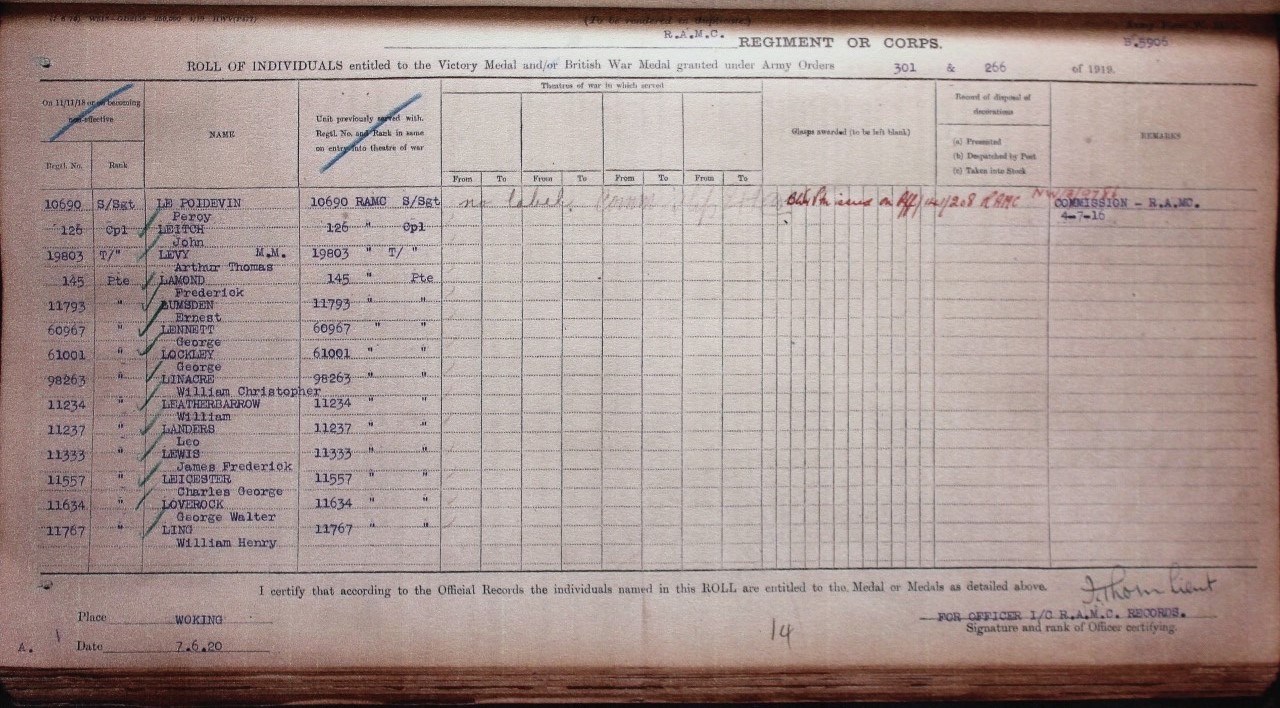 (To be rendered in duplicate)
R.A.M.C. REGIMENT OR CORPS.
B.5906
ROLL OF INDIVIDUALS entitled to the Victory Medal and/or British War Medal granted under Army Orders 301 & 266 of 1919.
On 11/11/18 or on becoming non-effective
Regtl. No. Rank
NAME
Unit previously served with. Regtl. No. and Rank in same on entry into theatre of war
Theatres of war in which served
From To From To From To From To
Clasps awarded (to be left blank)
Record of disposal of decorations
(a) Presented
(b) Despatched by Post
(c) Taken into Stock
REMARKS
10690 S/Sgt LE POIDEVIN 10690 RAMC S/Sgt no label. COMMISSION - R.A.MC.
Percy 4-7-16
126 Cpl LEITCH 126 " Cpl
John
19803 T/" LEVY M.M. 19803 " T/ "
Arthur Thomas
145 Pte LAMOND 145 " Pte
Frederick
11793 " LUMSDEN 11793 " "
Ernest
60967 " LENNETT 60967 " "
George
61001 " LOCKLEY 61001 " "
George
98263 " LINACRE 98263 " "
William Christopher
11234 " LEATHERBARROW 11234 " "
William
11237 " LANDERS 11237 " "
Leo
11333 " LEWIS 11333 " "
James Frederick
11557 " LEICESTER 11557 " "
Charles George
11634 " LOVEROCK 11634 " "
George Walter
11767 " LING 11767 " "
William Henry
I certify that according to the Official Records the individuals named in this ROLL are entitled to the Medal or Medals as detailed above.
Place WOKING
FOR OFFICER I/C R.A.M.C. RECORDS.
Signature and rank of Officer certifying.
14
A. Date 7.6.20